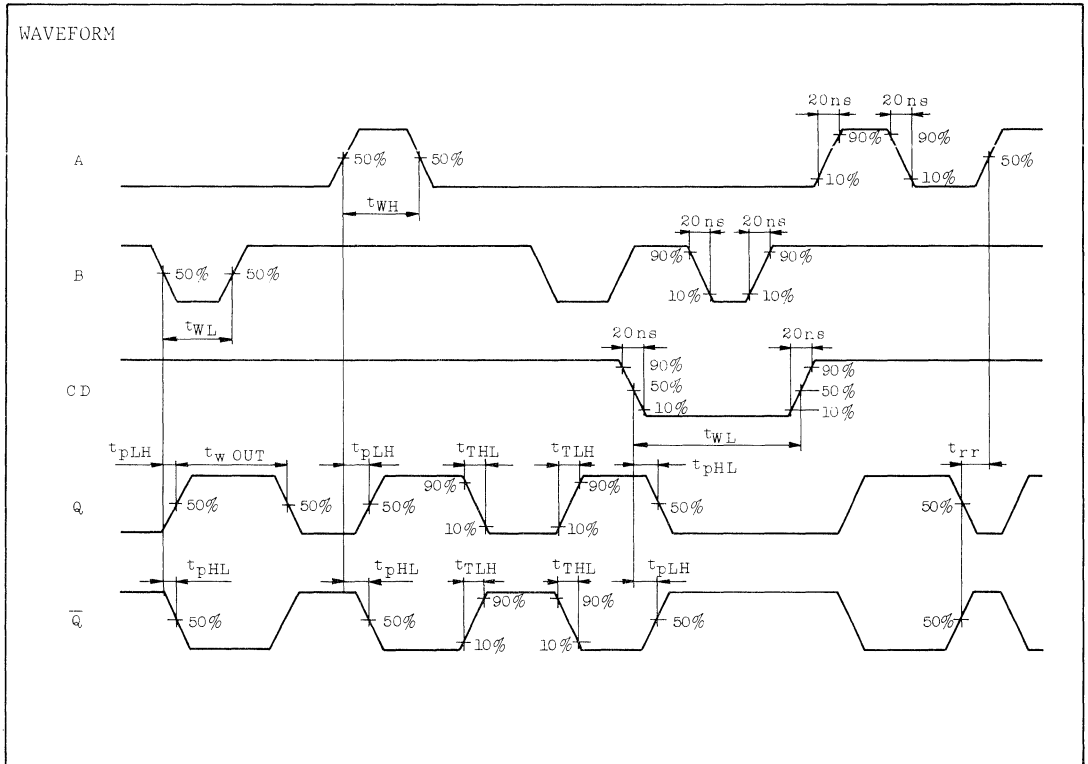 WAVEFORM
20ns 20ns
A 50% 50% 90% 90% 50%
10% 10%
tWH
20ns 20ns
B 50% 50% 90% 90%
10% 10%
tWL
20ns 20ns
90% 90%
CD 50% 50%
10% 10%
tWL
tpLH tw OUT tpLH tTHL tTLH tpHL trr
90% 90%
Q 50% 50% 50% 50% 50%
10% 10%
tpHL tpHL tTLH tTHL tpLH
90% 90%
Q̅ 50% 50% 50% 50%
10% 10%